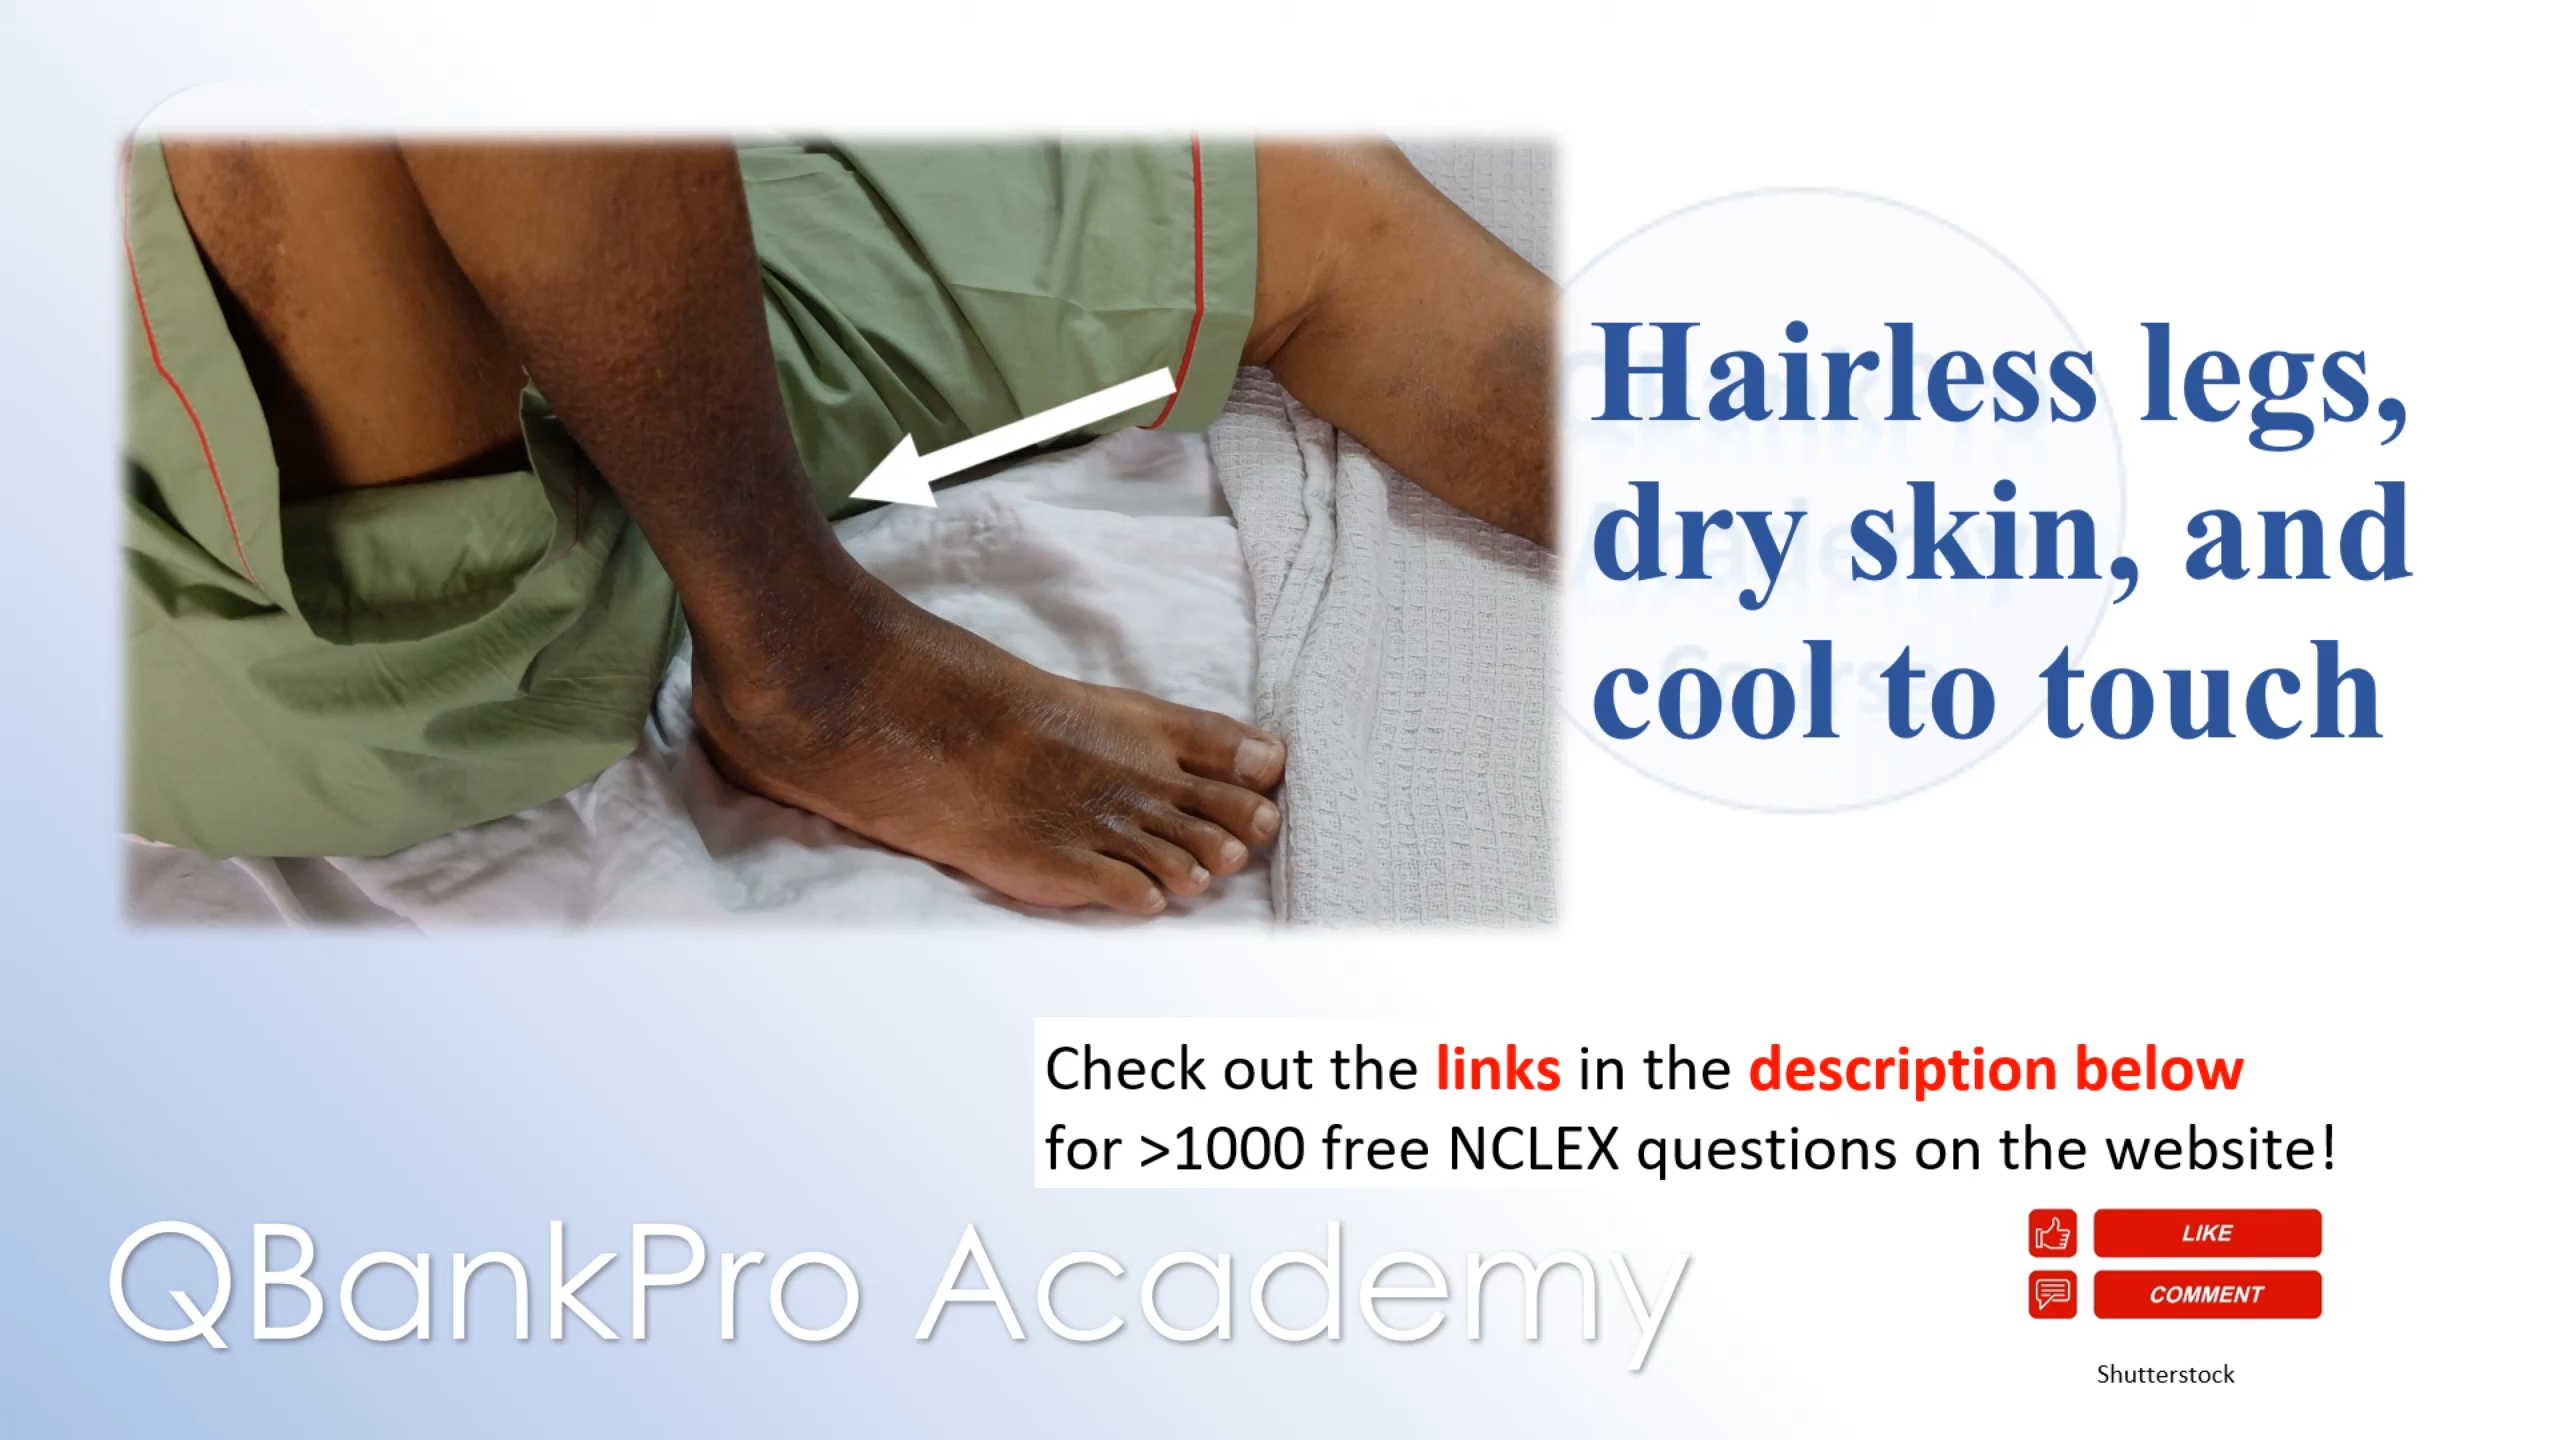 Hairless legs,
dry skin, and
cool to touch
Check out the links in the description below
for >1000 free NCLEX questions on the website!
QBankPro Academy
LIKE
COMMENT
Shutterstock